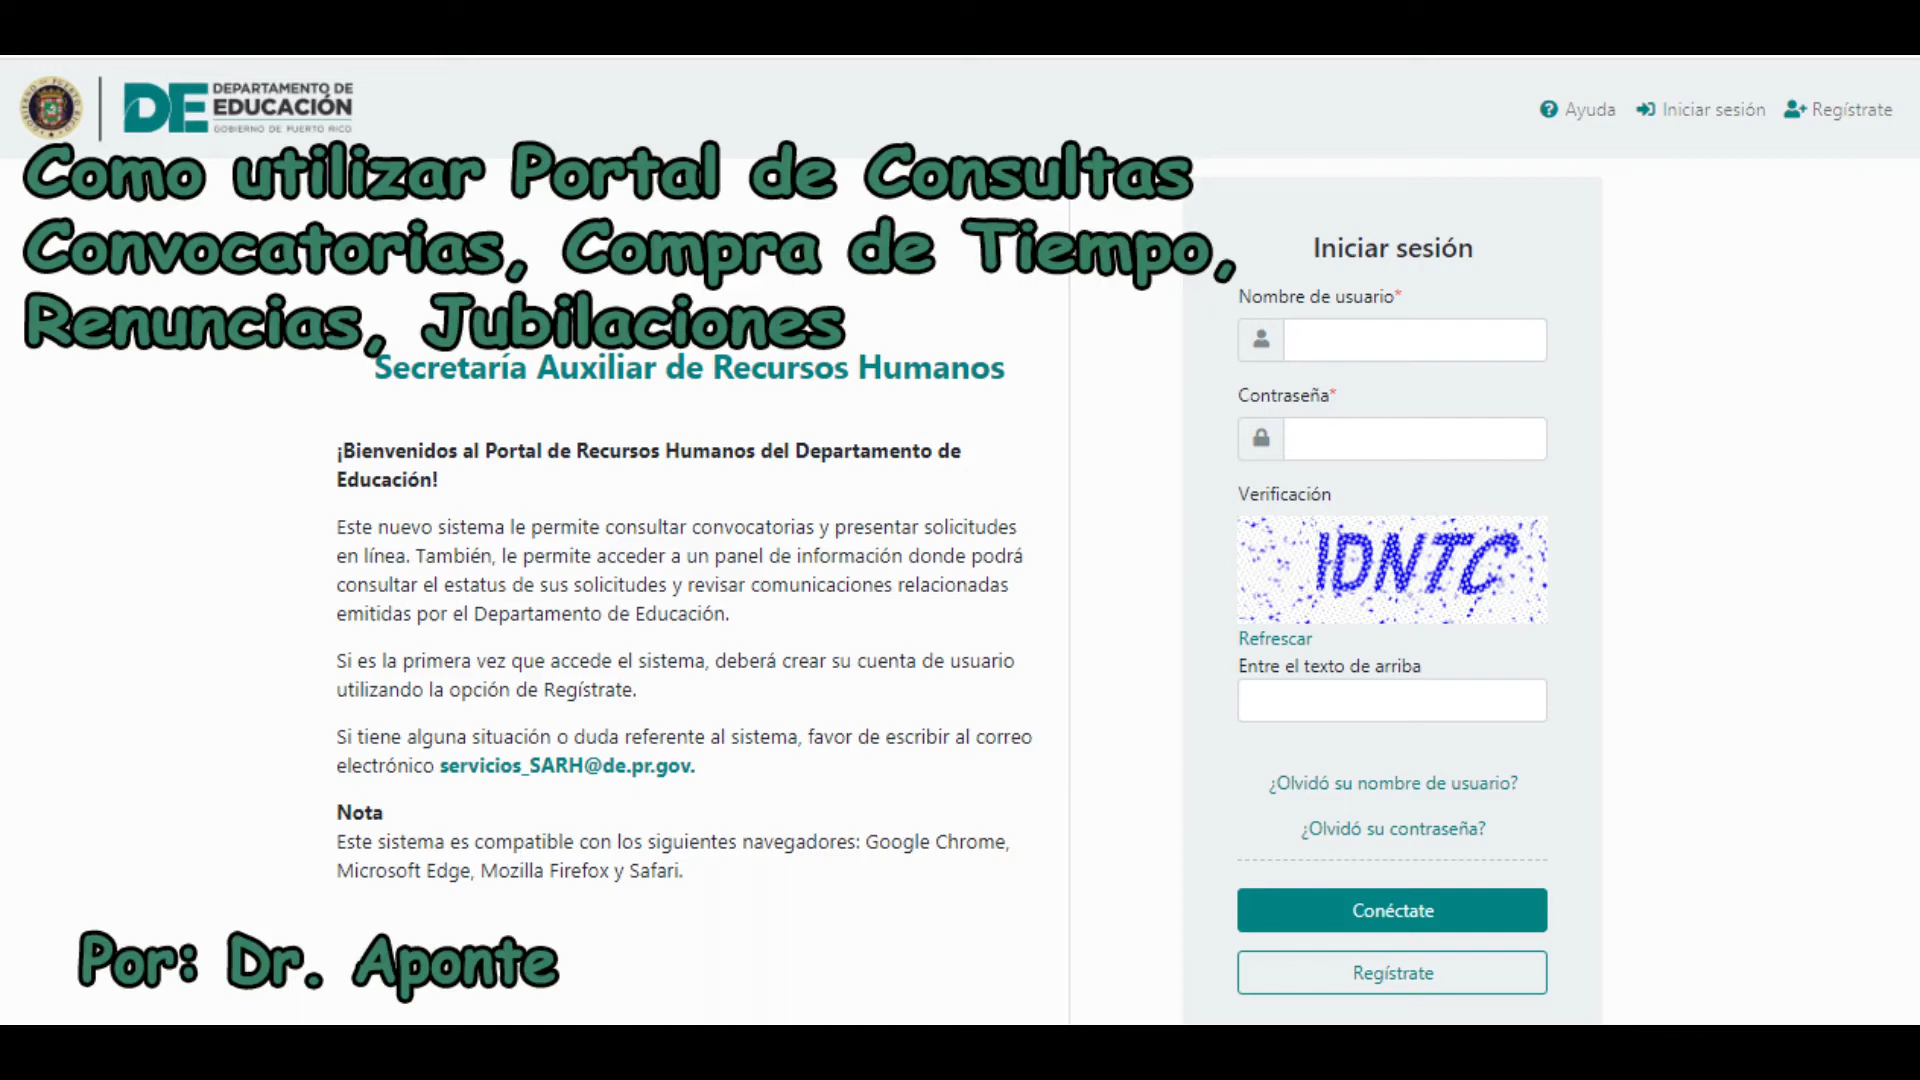 DE DEPARTAMENTO DE
EDUCACIÓN
GOBIERNO DE PUERTO RICO
Ayuda Iniciar sesión Regístrate
Como utilizar Portal de Consultas
Convocatorias, Compra de Tiempo,
Renuncias, Jubilaciones
Secretaría Auxiliar de Recursos Humanos
¡Bienvenidos al Portal de Recursos Humanos del Departamento de
Educación!
Este nuevo sistema le permite consultar convocatorias y presentar solicitudes
en línea. También, le permite acceder a un panel de información donde podrá
consultar el estatus de sus solicitudes y revisar comunicaciones relacionadas
emitidas por el Departamento de Educación.
Si es la primera vez que accede el sistema, deberá crear su cuenta de usuario
utilizando la opción de Regístrate.
Si tiene alguna situación o duda referente al sistema, favor de escribir al correo
electrónico servicios_SARH@de.pr.gov.
Nota
Este sistema es compatible con los siguientes navegadores: Google Chrome,
Microsoft Edge, Mozilla Firefox y Safari.
Por: Dr. Aponte
Iniciar sesión
Nombre de usuario*
Contraseña*
Verificación
IDNTC
Refrescar
Entre el texto de arriba
¿Olvidó su nombre de usuario?
¿Olvidó su contraseña?
Conéctate
Regístrate